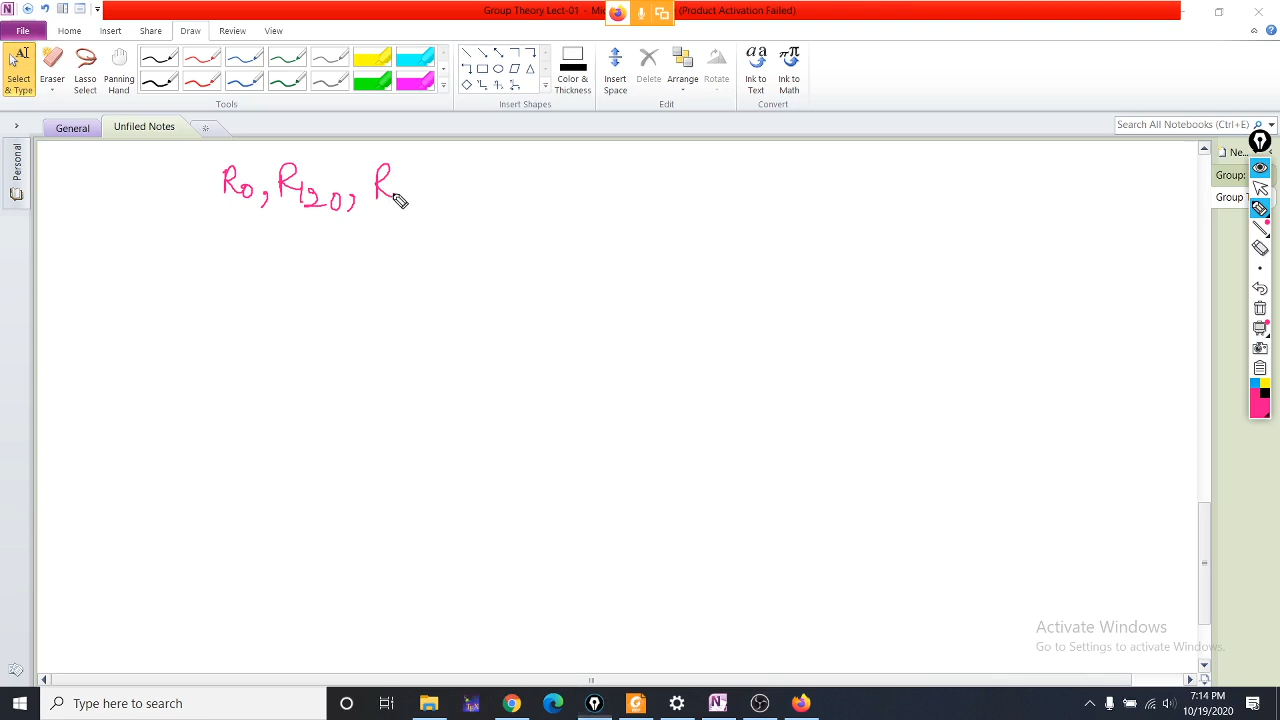 Group Theory Lect-01 - Mi (Product Activation Failed)
File Home Insert Share Draw Review View
Select & Type Eraser Lasso Select Panning Hand Color & Thickness Insert Space Delete Arrange Rotate Ink to Text Ink to Math
Tools Insert Shapes Edit Convert
General Unfiled Notes Search All Notebooks (Ctrl+E)
Personal
Ne...
Group:
Group T
R0, R120, R
Activate Windows
Go to Settings to activate Windows.
Type here to search
7:14 PM
10/19/2020